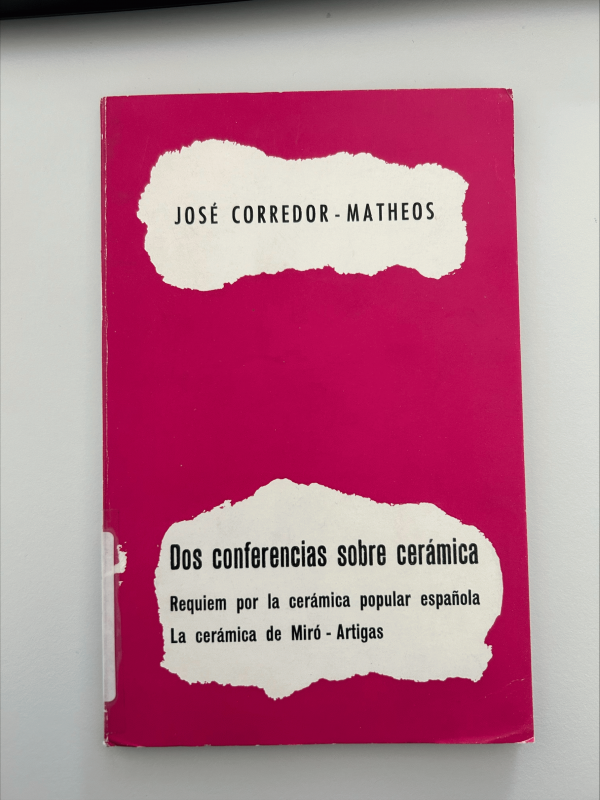 JOSÉ CORREDOR - MATHEOS
Dos conferencias sobre cerámica
Requiem por la cerámica popular española
La cerámica de Miró - Artigas